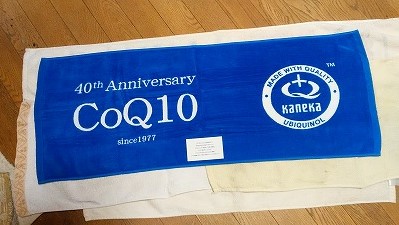 40th Anniversary
CoQ10
since1977
MADE WITH QUALITY
TM
Kaneka
UBIQUINOL